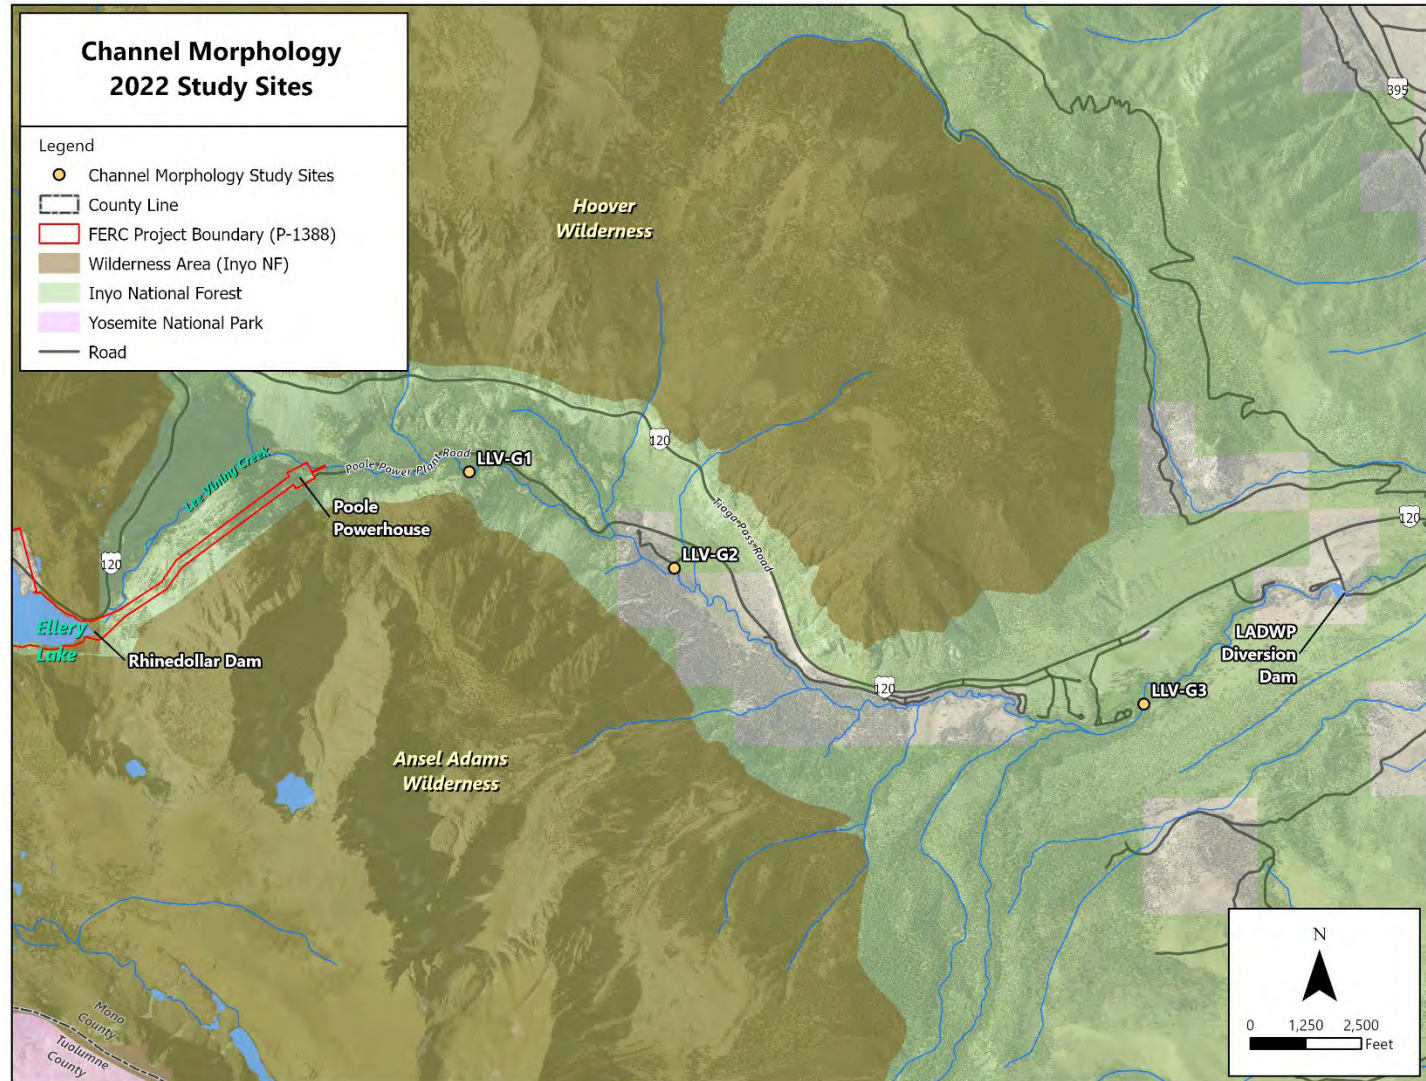 Channel Morphology
2022 Study Sites
Legend
Channel Morphology Study Sites
County Line
FERC Project Boundary (P-1388)
Wilderness Area (Inyo NF)
Inyo National Forest
Yosemite National Park
Road
395
Hoover
Wilderness
120
LLV-G1
Poole Power Plant Road
Lee Vining Creek
Poole
Powerhouse
Tioga Pass Road
120
120
LLV-G2
Ellery
Lake
Rhinedollar Dam
LADWP
Diversion
Dam
120
LLV-G3
Ansel Adams
Wilderness
Mono
County
Tuolumne
County
N
0 1,250 2,500
Feet